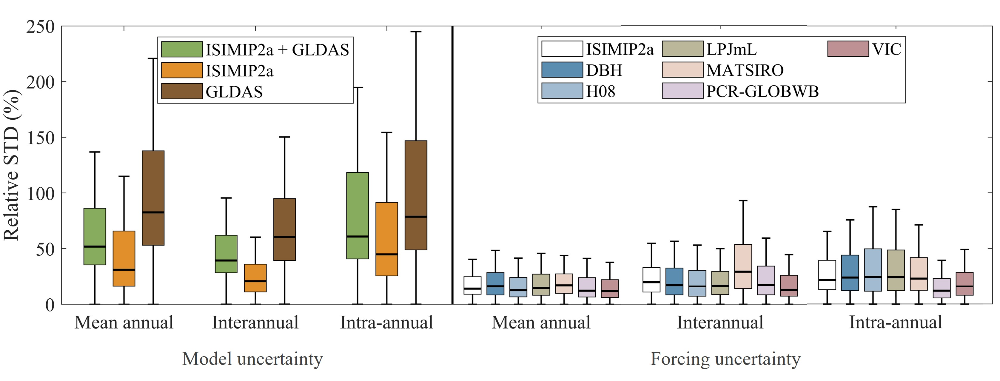 Relative STD (%)
250
200
150
100
50
0
ISIMIP2a + GLDAS
ISIMIP2a
GLDAS
ISIMIP2a
DBH
H08
LPJmL
MATSIRO
PCR-GLOBWB
VIC
Mean annual
Interannual
Intra-annual
Mean annual
Interannual
Intra-annual
Model uncertainty
Forcing uncertainty